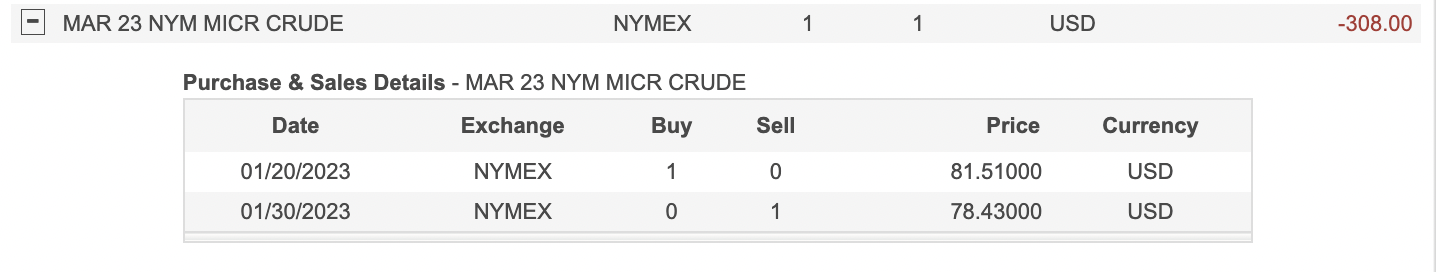 MAR 23 NYM MICR CRUDE NYMEX 1 1 USD -308.00
Purchase & Sales Details - MAR 23 NYM MICR CRUDE
Date Exchange Buy Sell Price Currency
01/20/2023 NYMEX 1 0 81.51000 USD
01/30/2023 NYMEX 0 1 78.43000 USD